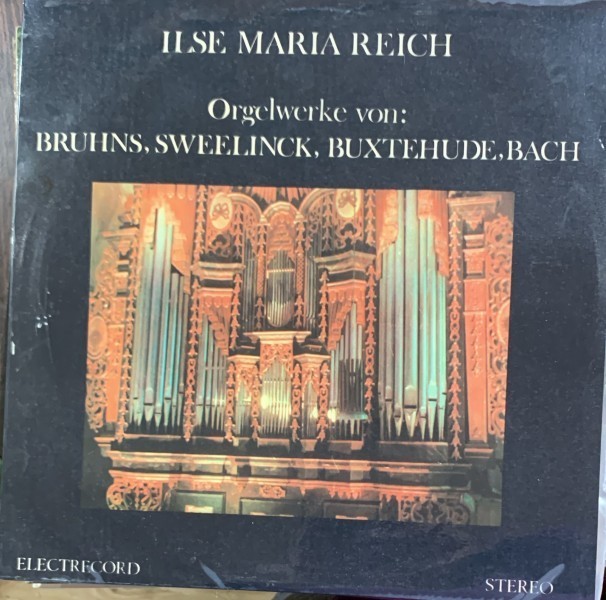 ILSE MARIA REICH
Orgelwerke von:
BRUHNS, SWEELINCK, BUXTEHUDE, BACH
ELECTRECORD
STEREO